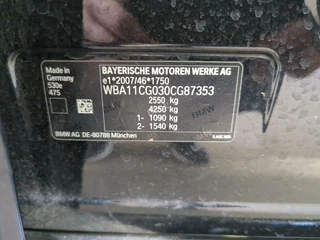 Made in
Germany
530e
475
BAYERISCHE MOTOREN WERKE AG
e1*2007/46*1750
WBA11CG030CG87353
2550 kg
4250 kg
1- 1090 kg
2- 1540 kg
BMW
BMW AG DE-80788 München